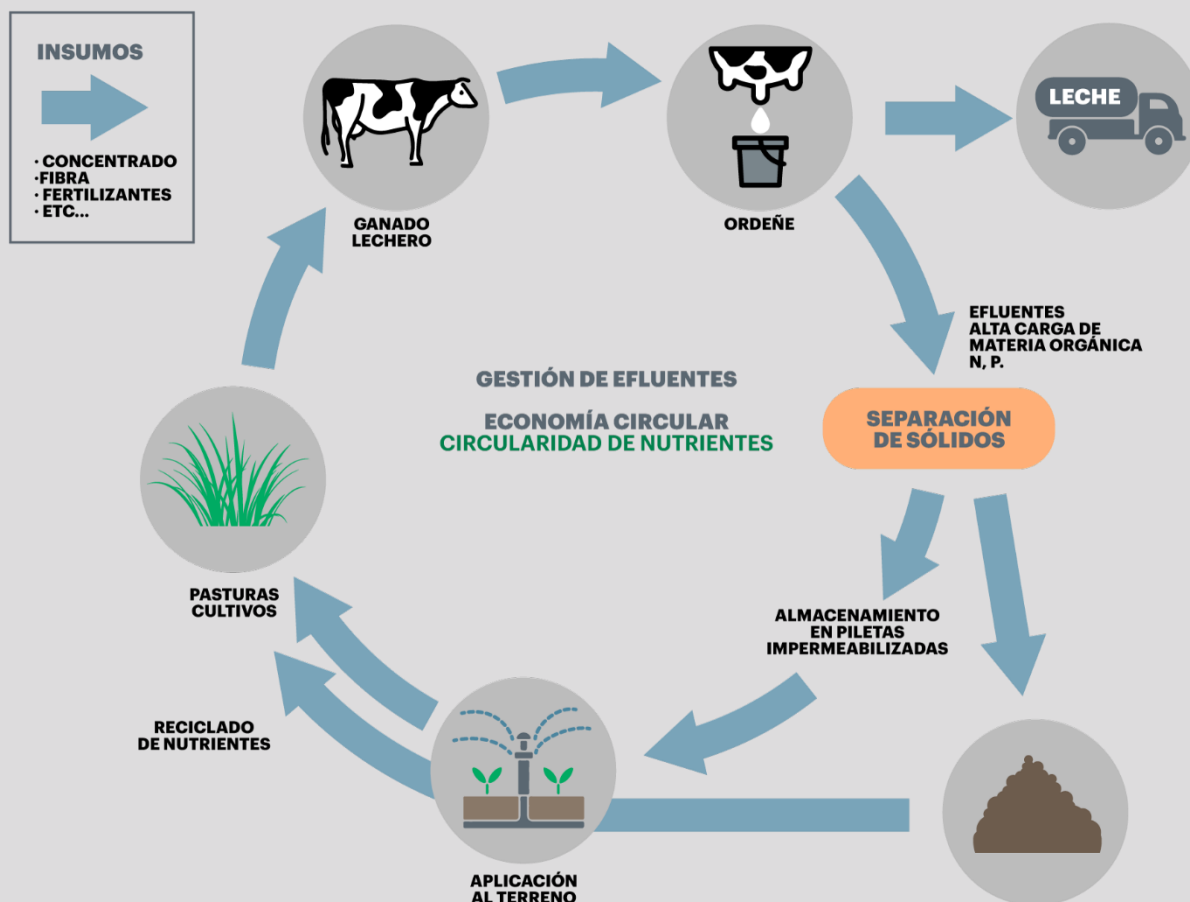 INSUMOS
· CONCENTRADO
·FIBRA
· FERTILIZANTES
· ETC...
GANADO
LECHERO
ORDEÑE
LECHE
EFLUENTES
ALTA CARGA DE
MATERIA ORGÁNICA
N, P.
GESTIÓN DE EFLUENTES
ECONOMÍA CIRCULAR
CIRCULARIDAD DE NUTRIENTES
SEPARACIÓN
DE SÓLIDOS
PASTURAS
CULTIVOS
ALMACENAMIENTO
EN PILETAS
IMPERMEABILIZADAS
RECICLADO
DE NUTRIENTES
APLICACIÓN
AL TERRENO